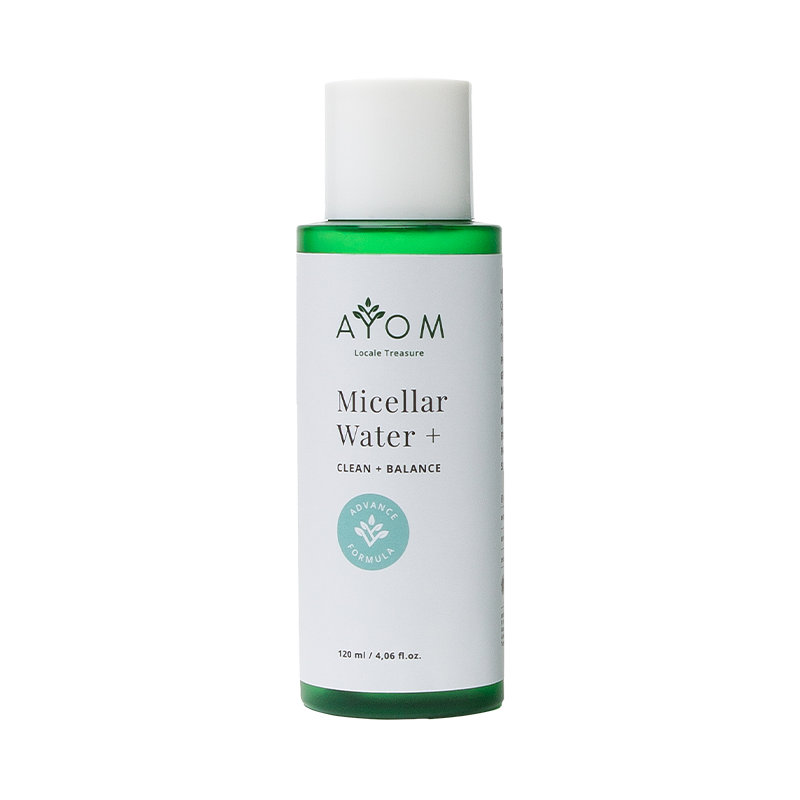 AYOM
Locale Treasure
Micellar
Water +
CLEAN + BALANCE
ADVANCE
FORMULA
120 ml / 4,06 fl.oz.